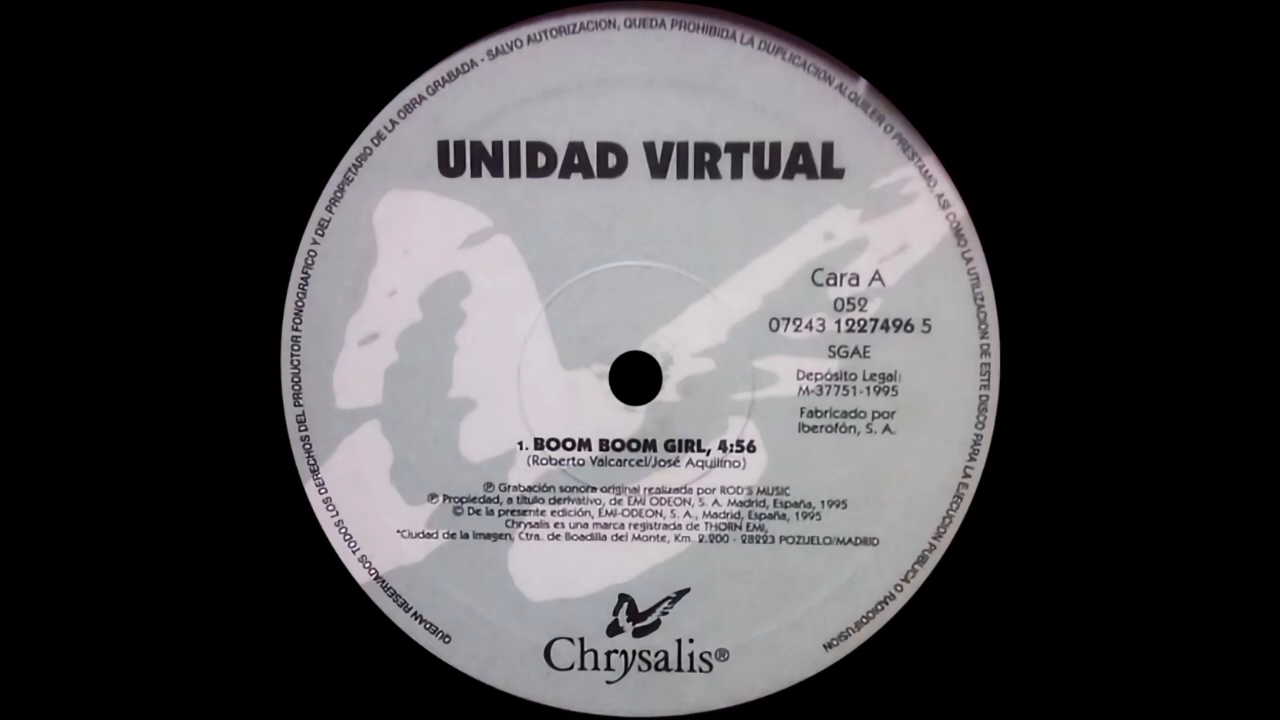 QUEDAN RESERVADOS TODOS LOS DERECHOS DEL PRODUCTOR FONOGRAFICO Y DEL PROPIETARIO DE LA OBRA GRABADA - SALVO AUTORIZACION, QUEDA PROHIBIDA LA DUPLICACION ALQUILER O PRESTAMO, ASI COMO LA UTILIZACION DE ESTE DISCO PARA LA EJECUCION PUBLICA O RADIODIFUSION
UNIDAD VIRTUAL
Cara A
052
07243 1227496 5
SGAE
Depósito Legal:
M-37751-1995
Fabricado por
Iberofón, S. A.
1. BOOM BOOM GIRL, 4:56
(Roberto Valcarcel/José Aquilino)
℗ Grabación sonora original realizada por ROD'S MUSIC
℗ Propiedad, a título derivativo, de EMI ODEON, S. A. Madrid, España, 1995
© De la presente edición, EMI-ODEON, S. A., Madrid, España, 1995
Chrysalis es una marca registrada de THORN EMI,
"Ciudad de la Imagen, Ctra. de Boadilla del Monte, Km. 2.200 - 28223 POZUELO/MADRID
Chrysalis®